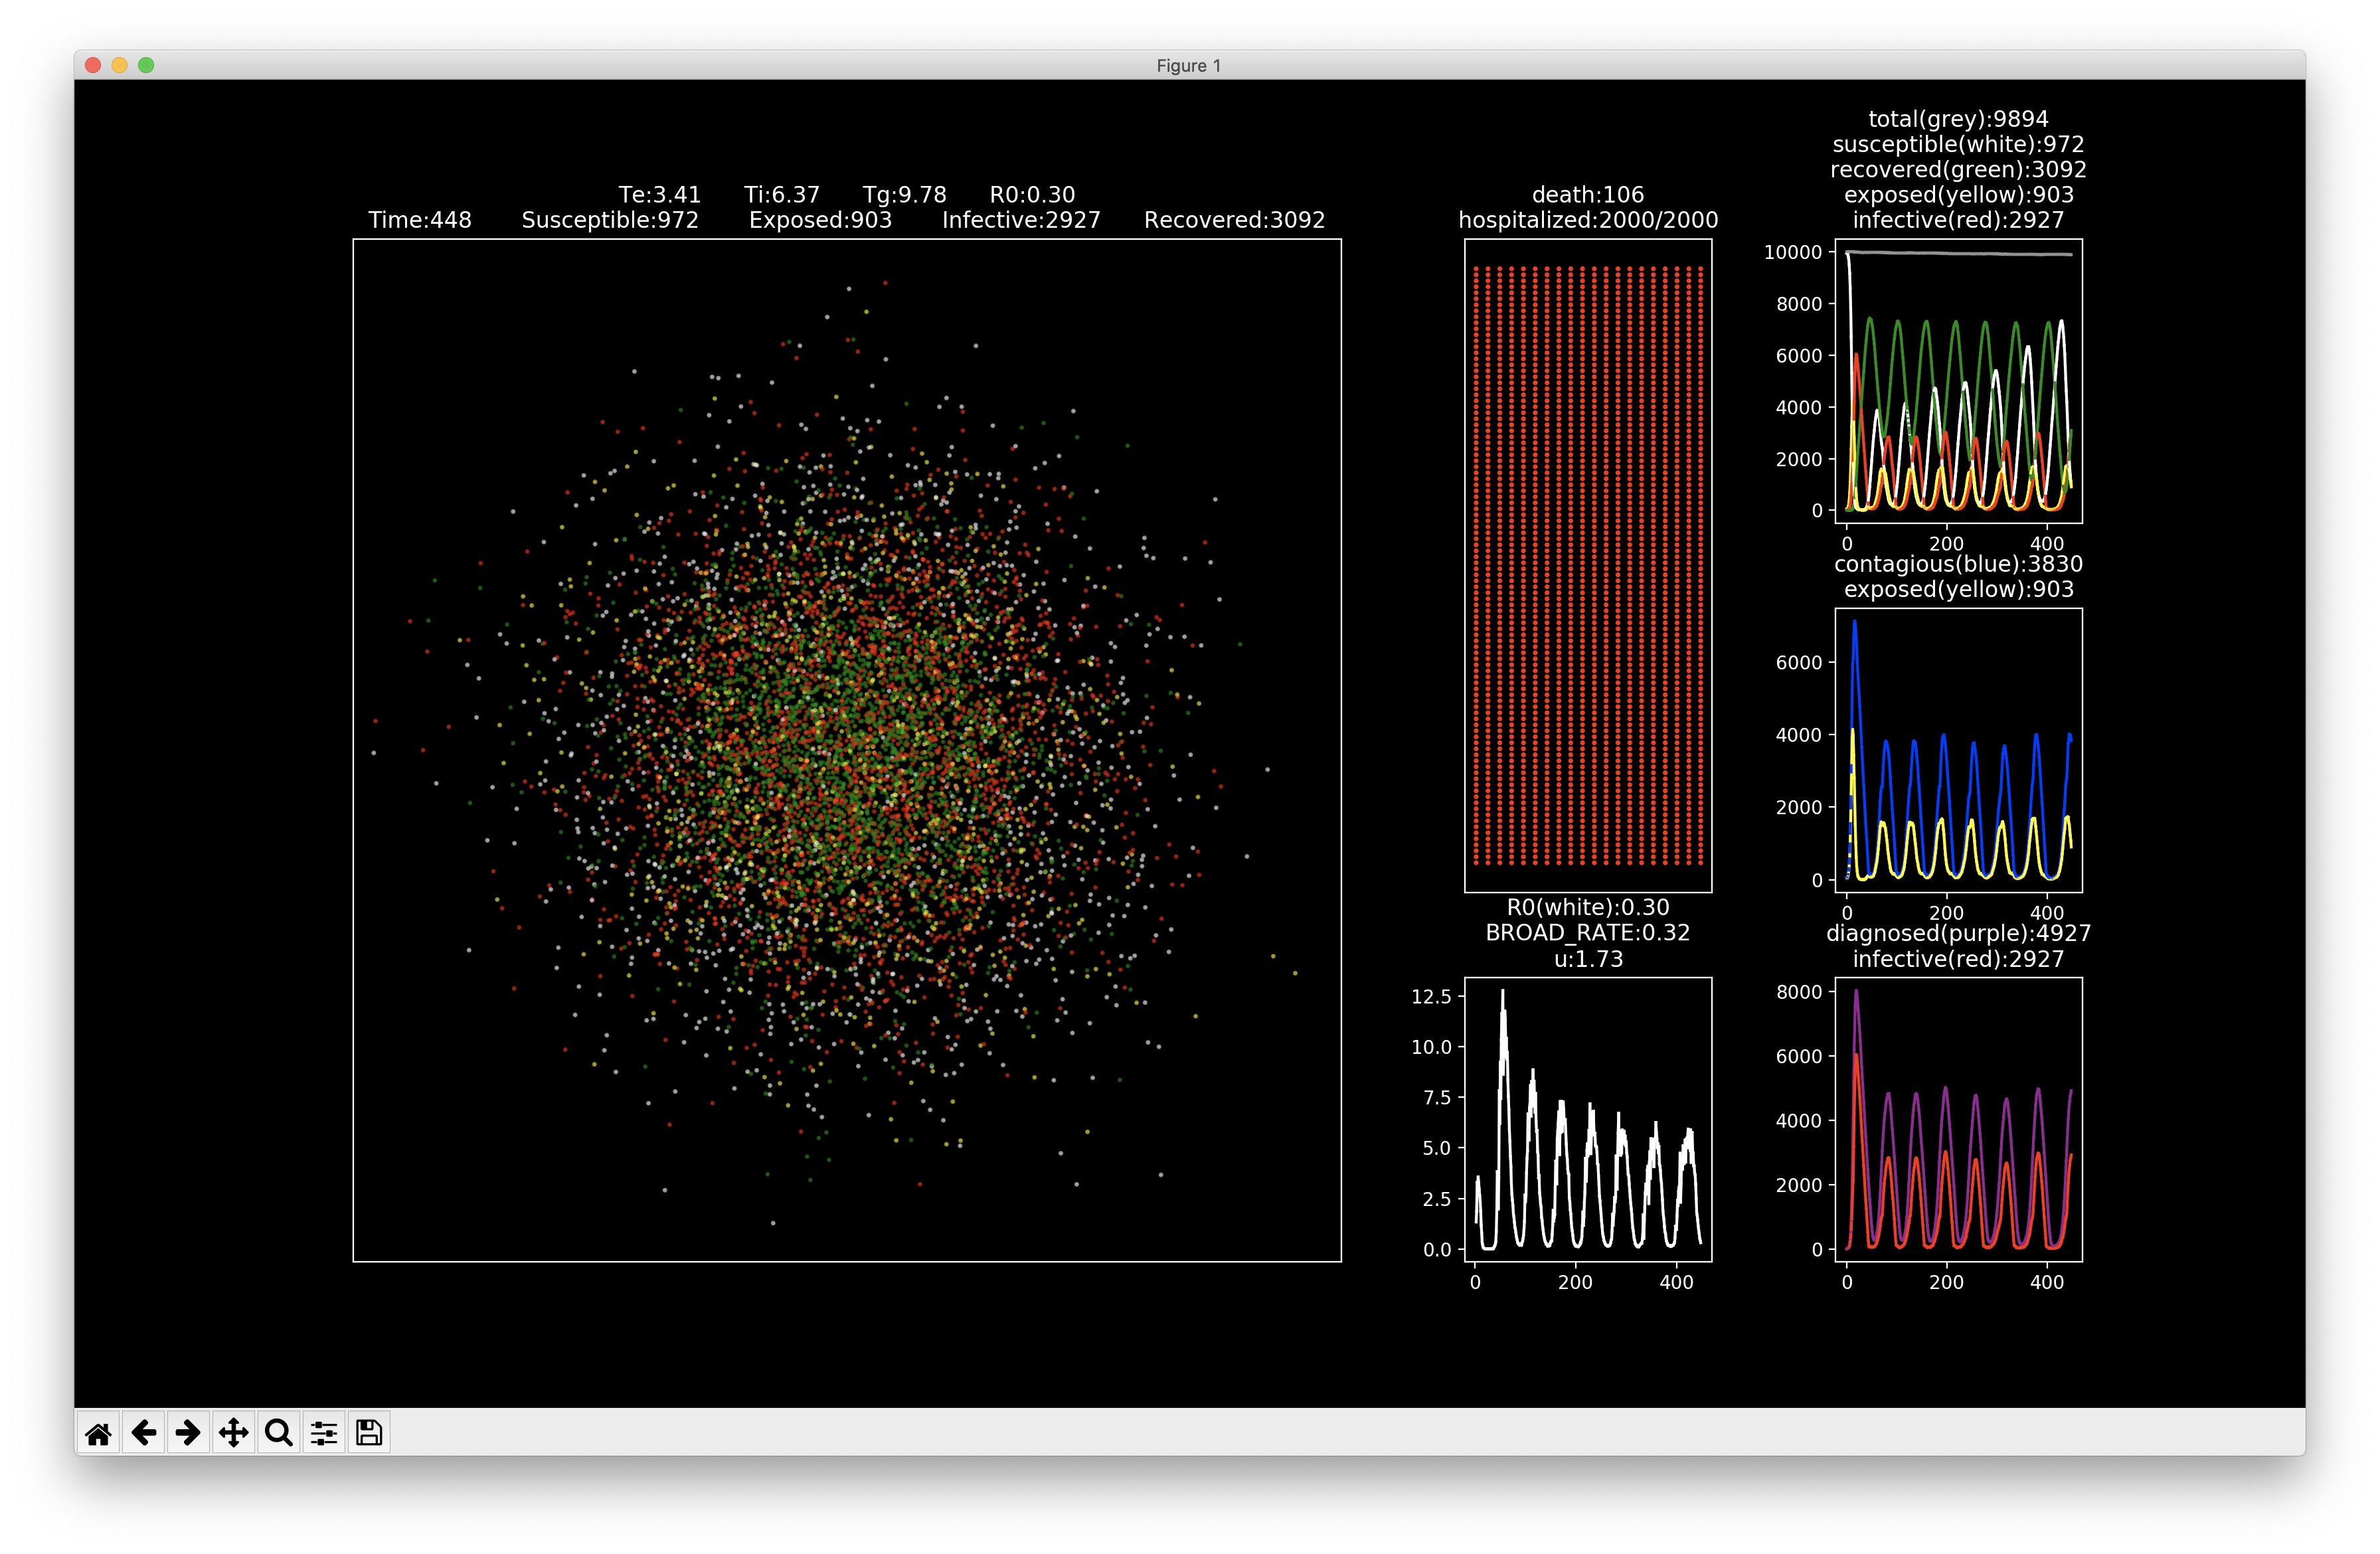 Figure 1
Te:3.41 Ti:6.37 Tg:9.78 R0:0.30
Time:448 Susceptible:972 Exposed:903 Infective:2927 Recovered:3092
death:106
hospitalized:2000/2000
total(grey):9894
susceptible(white):972
recovered(green):3092
exposed(yellow):903
infective(red):2927
10000
8000
6000
4000
2000
0
0 200 400
contagious(blue):3830
exposed(yellow):903
6000
4000
2000
0
0 200 400
R0(white):0.30
BROAD_RATE:0.32
u:1.73
12.5
10.0
7.5
5.0
2.5
0.0
0 200 400
diagnosed(purple):4927
infective(red):2927
8000
6000
4000
2000
0
0 200 400